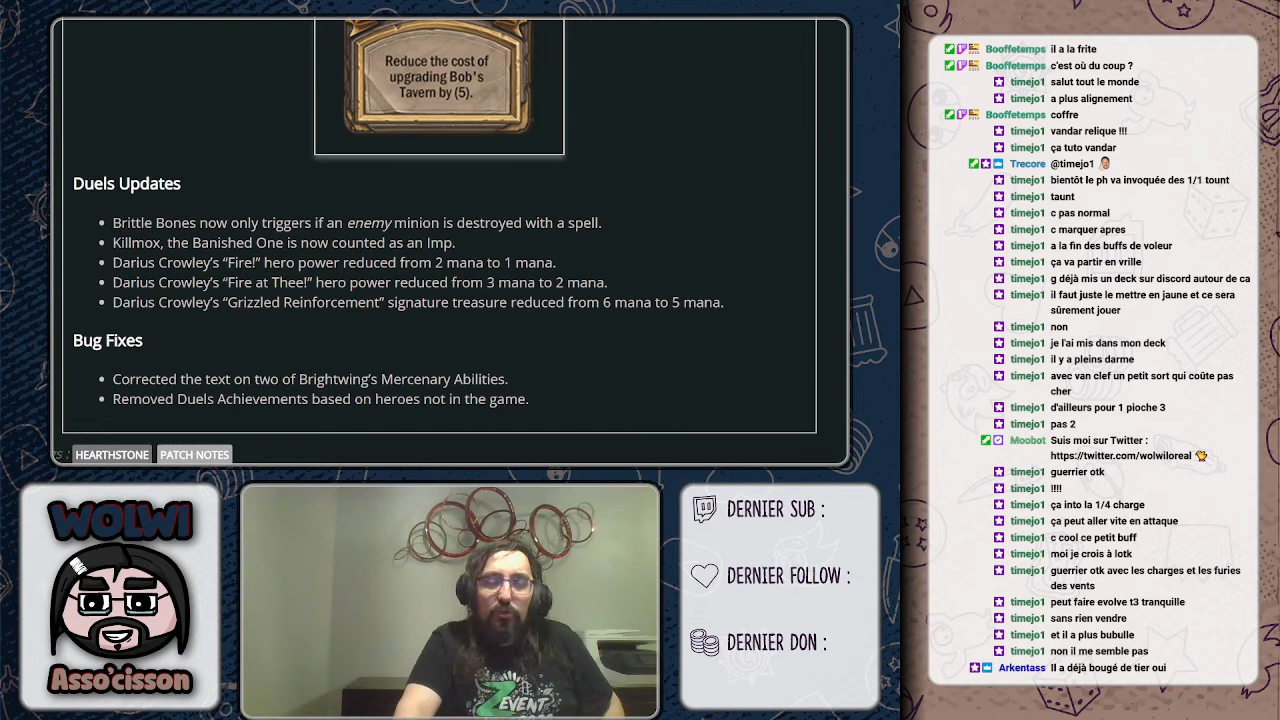 Reduce the cost of
upgrading Bob's
Tavern by (5).
Duels Updates
Brittle Bones now only triggers if an enemy minion is destroyed with a spell.
Killmox, the Banished One is now counted as an Imp.
Darius Crowley's “Fire!” hero power reduced from 2 mana to 1 mana.
Darius Crowley's “Fire at Thee!” hero power reduced from 3 mana to 2 mana.
Darius Crowley's “Grizzled Reinforcement” signature treasure reduced from 6 mana to 5 mana.
Bug Fixes
Corrected the text on two of Brightwing's Mercenary Abilities.
Removed Duels Achievements based on heroes not in the game.
HEARTHSTONE PATCH NOTES
WOLWI
Asso'cisson
Z EVENT
DERNIER SUB :
DERNIER FOLLOW :
DERNIER DON :
Booffetemps il a la frite
Booffetemps c'est où du coup ?
timejo1 salut tout le monde
timejo1 a plus alignement
Booffetemps coffre
timejo1 vandar relique !!!
timejo1 ça tuto vandar
Trecore @timejo1
timejo1 bientôt le ph va invoquée des 1/1 tount
timejo1 taunt
timejo1 c pas normal
timejo1 c marquer apres
timejo1 a la fin des buffs de voleur
timejo1 ça va partir en vrille
timejo1 g déjà mis un deck sur discord autour de ca
timejo1 il faut juste le mettre en jaune et ce sera
sûrement jouer
timejo1 non
timejo1 je l'ai mis dans mon deck
timejo1 il y a pleins darme
timejo1 avec van clef un petit sort qui coûte pas
cher
timejo1 d'ailleurs pour 1 pioche 3
timejo1 pas 2
Moobot Suis moi sur Twitter :
https://twitter.com/wolwiloreal
timejo1 guerrier otk
timejo1 !!!!
timejo1 ça into la 1/4 charge
timejo1 ça peut aller vite en attaque
timejo1 c cool ce petit buff
timejo1 moi je crois à lotk
timejo1 guerrier otk avec les charges et les furies
des vents
timejo1 peut faire evolve t3 tranquille
timejo1 sans rien vendre
timejo1 et il a plus bubulle
timejo1 non il me semble pas
Arkentass Il a déjà bougé de tier oui